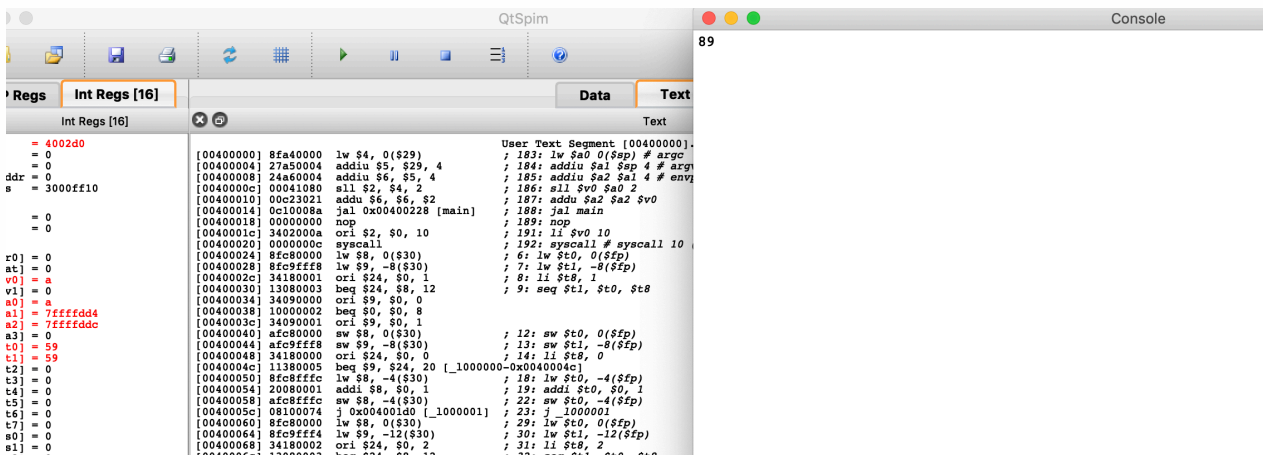 QtSpim
Console
89
P Regs
Int Regs [16]
Data
Text
Int Regs [16]
Text
= 4002d0
= 0
= 0
ddr = 0
s = 3000ff10
= 0
= 0
r0] = 0
at] = 0
v0] = a
v1] = 0
a0] = a
a1] = 7ffffdd4
a2] = 7ffffddc
a3] = 0
t0] = 59
t1] = 59
t2] = 0
t3] = 0
t4] = 0
t5] = 0
t6] = 0
t7] = 0
s0] = 0
s1] = 0
User Text Segment [00400000].
[00400000] 8fa40000 lw $4, 0($29) ; 183: lw $a0 0($sp) # argc
[00400004] 27a50004 addiu $5, $29, 4 ; 184: addiu $a1 $sp 4 # argv
[00400008] 24a60004 addiu $6, $5, 4 ; 185: addiu $a2 $a1 4 # envp
[0040000c] 00041080 sll $2, $4, 2 ; 186: sll $v0 $a0 2
[00400010] 00c23021 addu $6, $6, $2 ; 187: addu $a2 $a2 $v0
[00400014] 0c10008a jal 0x00400228 [main] ; 188: jal main
[00400018] 00000000 nop ; 189: nop
[0040001c] 3402000a ori $2, $0, 10 ; 191: li $v0 10
[00400020] 0000000c syscall ; 192: syscall # syscall 10 (
[00400024] 8fc80000 lw $8, 0($30) ; 6: lw $t0, 0($fp)
[00400028] 8fc9fff8 lw $9, -8($30) ; 7: lw $t1, -8($fp)
[0040002c] 34180001 ori $24, $0, 1 ; 8: li $t8, 1
[00400030] 13080003 beq $24, $8, 12 ; 9: seq $t1, $t0, $t8
[00400034] 34090000 ori $9, $0, 0
[00400038] 10000002 beq $0, $0, 8
[0040003c] 34090001 ori $9, $0, 1
[00400040] afc80000 sw $8, 0($30) ; 12: sw $t0, 0($fp)
[00400044] afc9fff8 sw $9, -8($30) ; 13: sw $t1, -8($fp)
[00400048] 34180000 ori $24, $0, 0 ; 14: li $t8, 0
[0040004c] 11380005 beq $9, $24, 20 [_l000000-0x0040004c]
[00400050] 8fc8fffc lw $8, -4($30) ; 18: lw $t0, -4($fp)
[00400054] 20080001 addi $8, $0, 1 ; 19: addi $t0, $0, 1
[00400058] afc8fffc sw $8, -4($30) ; 22: sw $t0, -4($fp)
[0040005c] 08100074 j 0x004001d0 [_l000001] ; 23: j _l000001
[00400060] 8fc80000 lw $8, 0($30) ; 29: lw $t0, 0($fp)
[00400064] 8fc9fff4 lw $9, -12($30) ; 30: lw $t1, -12($fp)
[00400068] 34180002 ori $24, $0, 2 ; 31: li $t8, 2